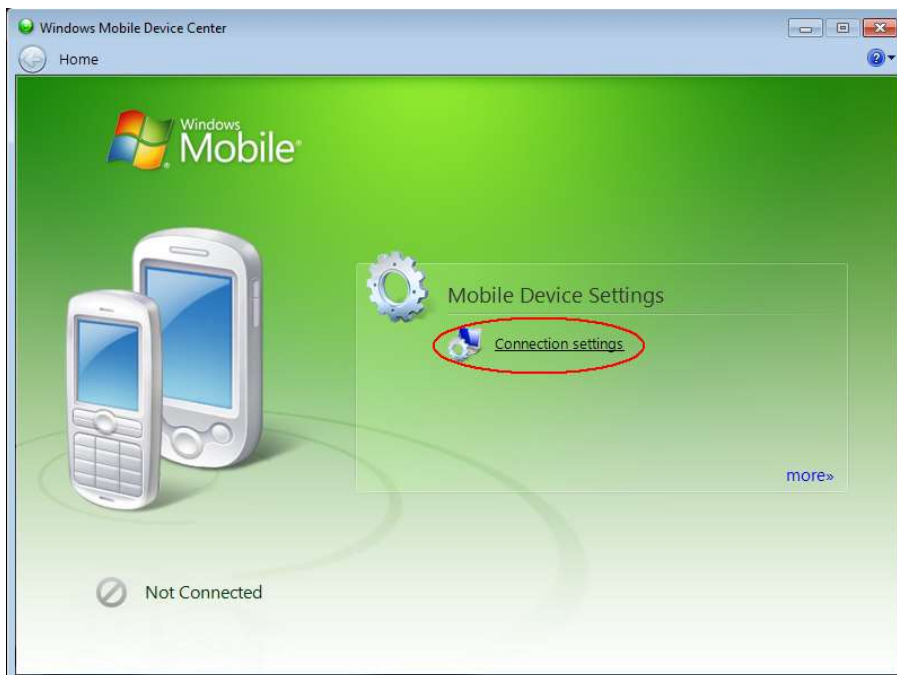 Windows Mobile Device Center
Home
Windows
Mobile®
Mobile Device Settings
Connection settings
more»
Not Connected